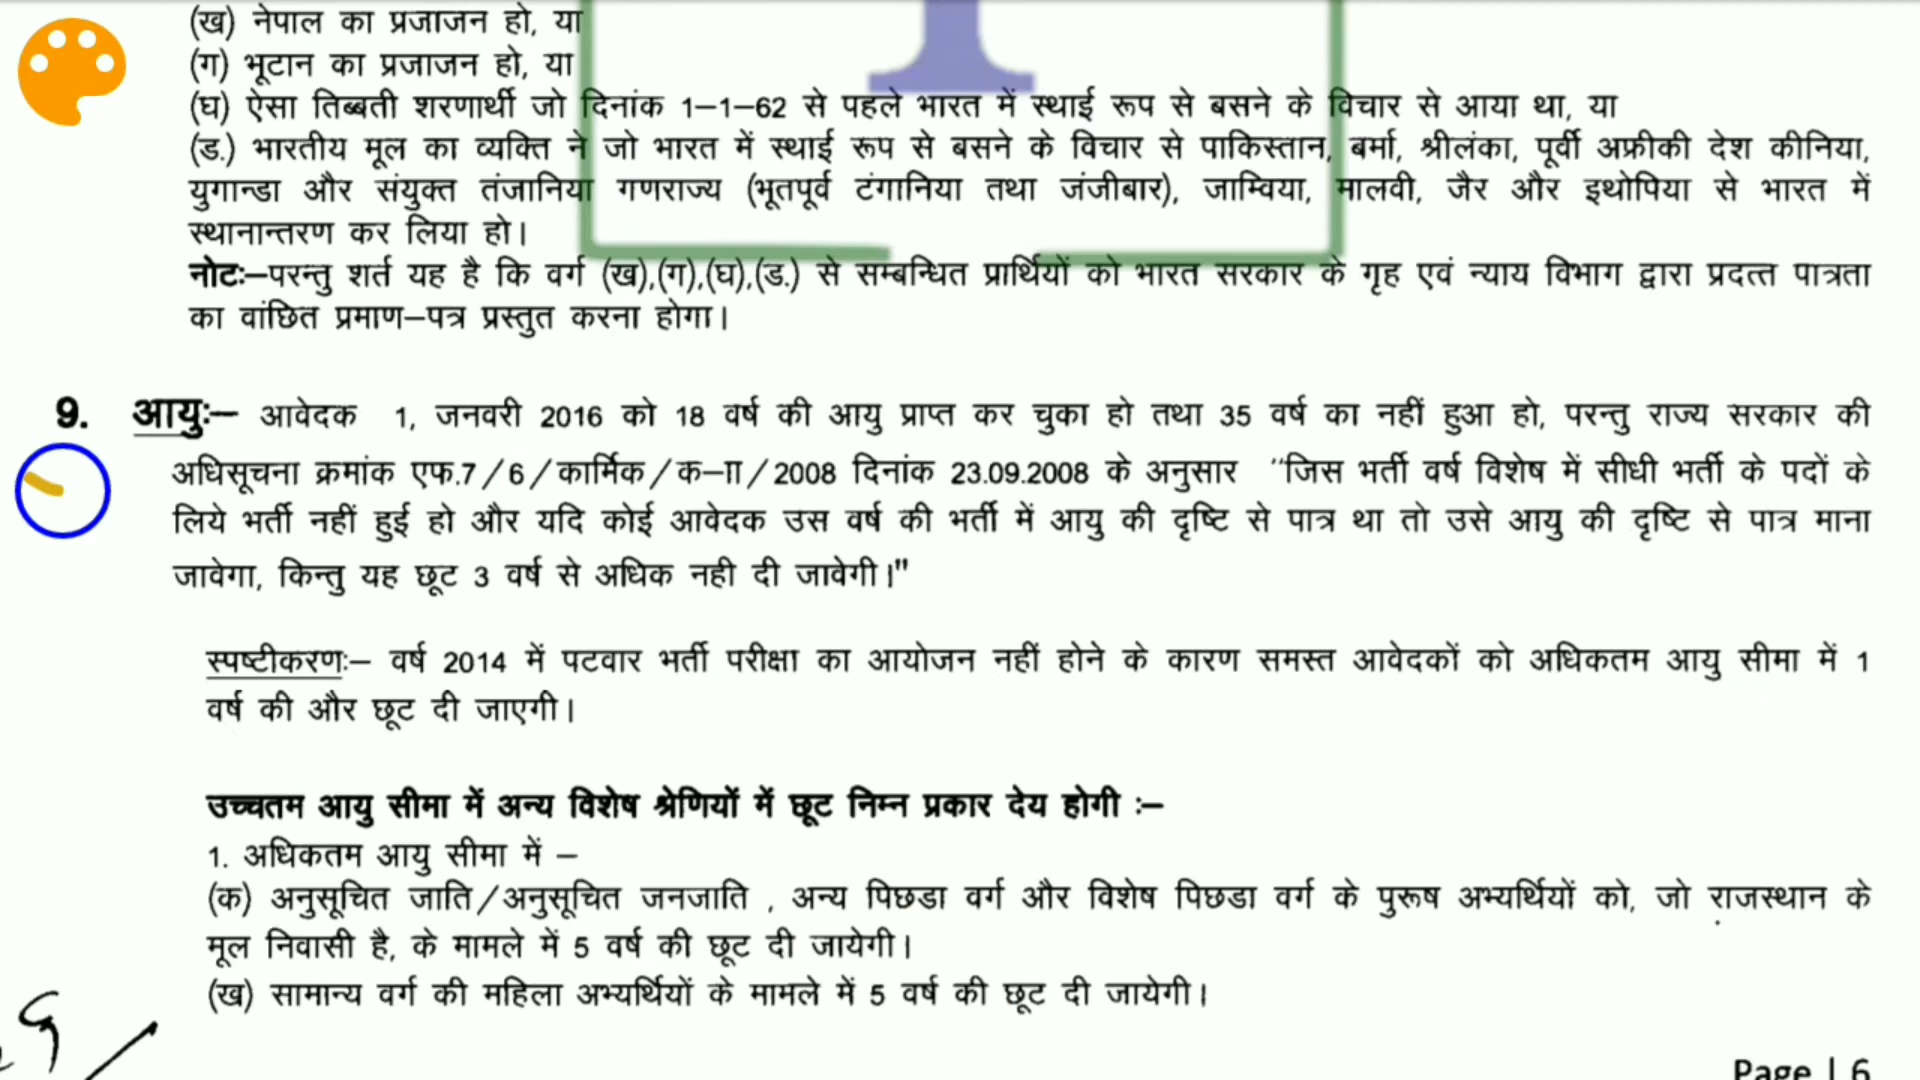 (ख) नेपाल का प्रजाजन हो, या
(ग) भूटान का प्रजाजन हो, या
(घ) ऐसा तिब्बती शरणार्थी जो दिनांक 1–1–62 से पहले भारत में स्थाई रूप से बसने के विचार से आया था, या
(ड.) भारतीय मूल का व्यक्ति ने जो भारत में स्थाई रूप से बसने के विचार से पाकिस्तान, बर्मा, श्रीलंका, पूर्वी अफ्रीकी देश कीनिया,
युगान्डा और संयुक्त तंजानिया गणराज्य (भूतपूर्व टंगानिया तथा जंजीबार), जाम्विया, मालवी, जैर और इथोपिया से भारत में
स्थानान्तरण कर लिया हो।
नोटः–परन्तु शर्त यह है कि वर्ग (ख),(ग),(घ),(ड.) से सम्बन्धित प्रार्थियों को भारत सरकार के गृह एवं न्याय विभाग द्वारा प्रदत्त पात्रता
का वांछित प्रमाण–पत्र प्रस्तुत करना होगा।
9. आयुः– आवेदक 1, जनवरी 2016 को 18 वर्ष की आयु प्राप्त कर चुका हो तथा 35 वर्ष का नहीं हुआ हो, परन्तु राज्य सरकार की
अधिसूचना क्रमांक एफ.7/6/कार्मिक/क–ाा/2008 दिनांक 23.09.2008 के अनुसार "जिस भर्ती वर्ष विशेष में सीधी भर्ती के पदों के
लिये भर्ती नहीं हुई हो और यदि कोई आवेदक उस वर्ष की भर्ती में आयु की दृष्टि से पात्र था तो उसे आयु की दृष्टि से पात्र माना
जावेगा, किन्तु यह छूट 3 वर्ष से अधिक नही दी जावेगी।"
स्पष्टीकरणः– वर्ष 2014 में पटवार भर्ती परीक्षा का आयोजन नहीं होने के कारण समस्त आवेदकों को अधिकतम आयु सीमा में 1
वर्ष की और छूट दी जाएगी।
उच्चतम आयु सीमा में अन्य विशेष श्रेणियों में छूट निम्न प्रकार देय होगी :–
1. अधिकतम आयु सीमा में –
(क) अनुसूचित जाति/अनुसूचित जनजाति , अन्य पिछडा वर्ग और विशेष पिछडा वर्ग के पुरूष अभ्यर्थियों को, जो राजस्थान के
मूल निवासी है, के मामले में 5 वर्ष की छूट दी जायेगी।
(ख) सामान्य वर्ग की महिला अभ्यर्थियों के मामले में 5 वर्ष की छूट दी जायेगी।
Page | 6